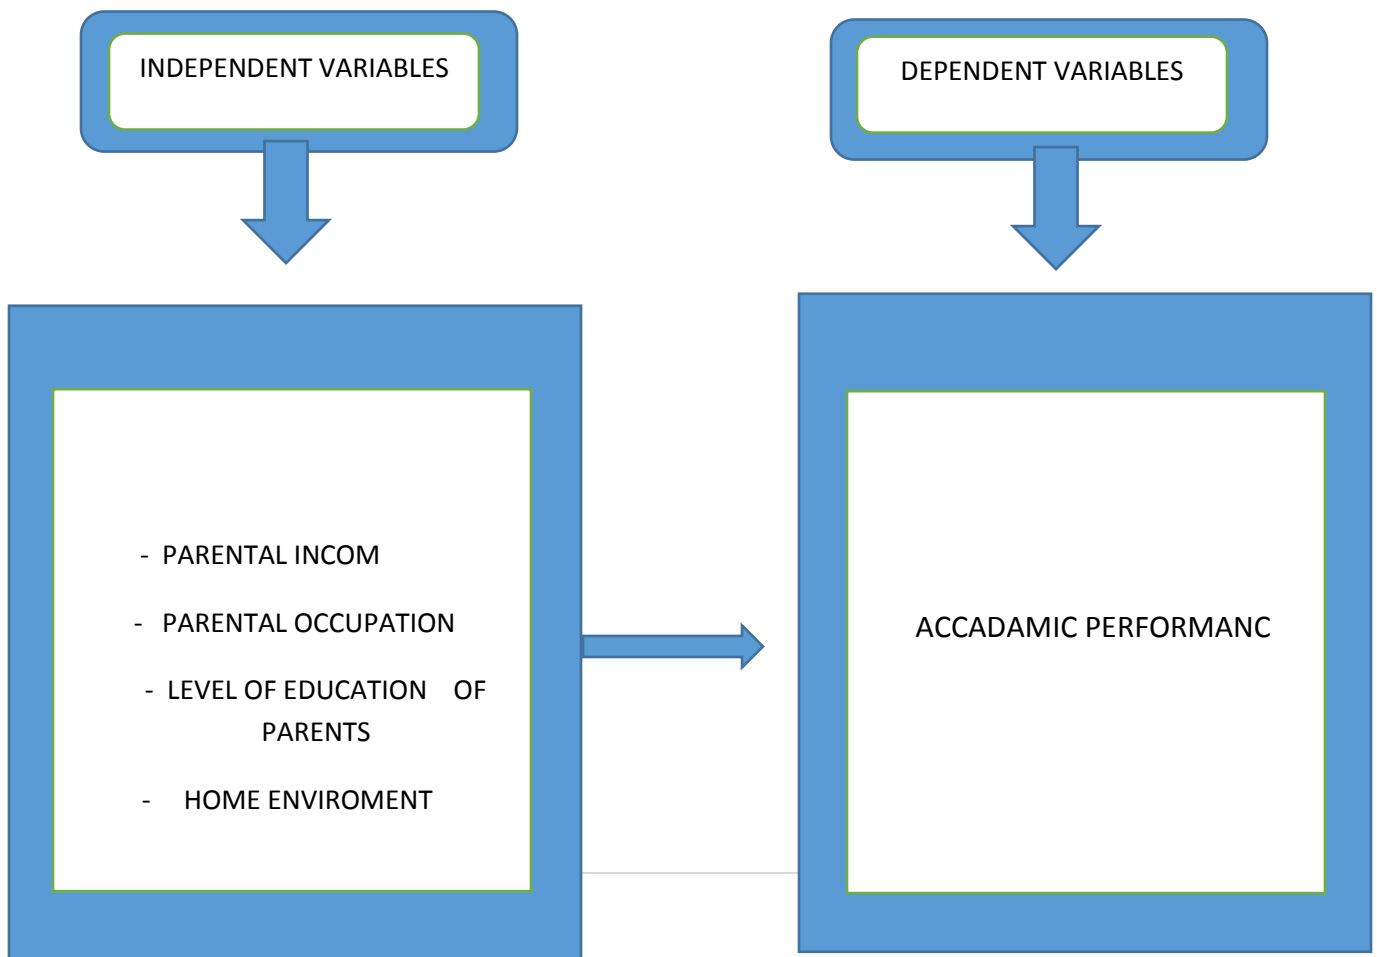 INDEPENDENT VARIABLES
DEPENDENT VARIABLES
- PARENTAL INCOM
- PARENTAL OCCUPATION
- LEVEL OF EDUCATION OF
PARENTS
- HOME ENVIROMENT
ACCADAMIC PERFORMANC